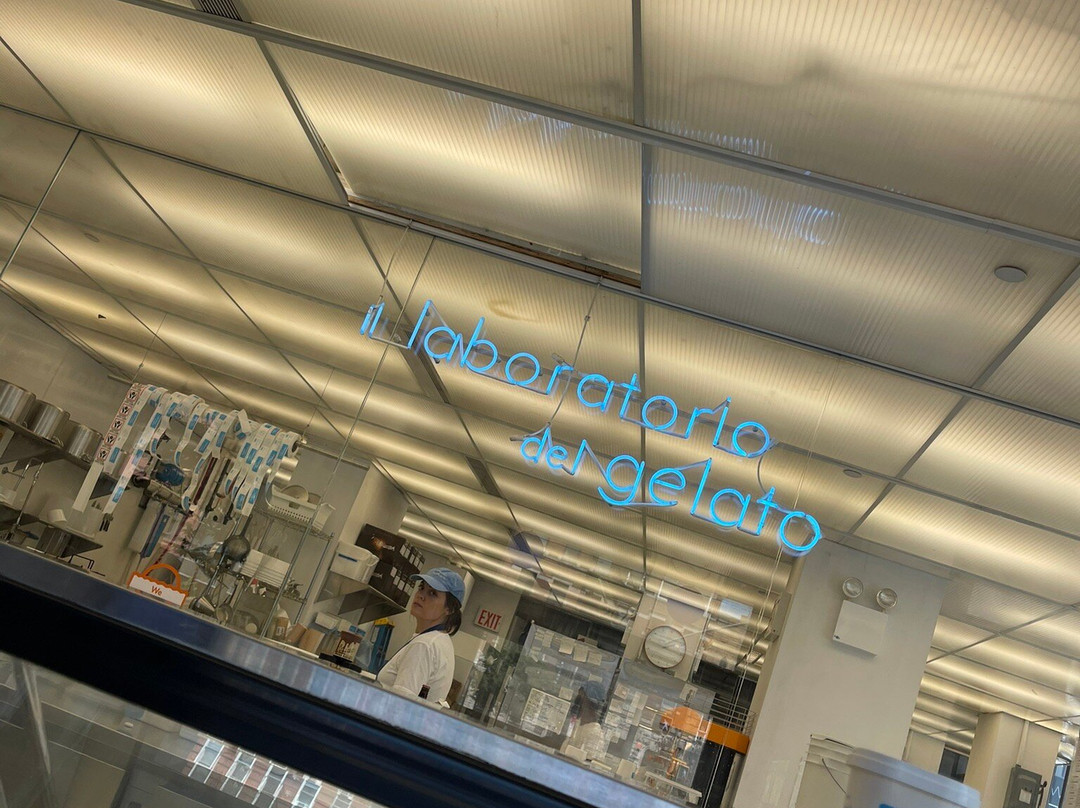 il laboratorio
del gelato
We
EXIT